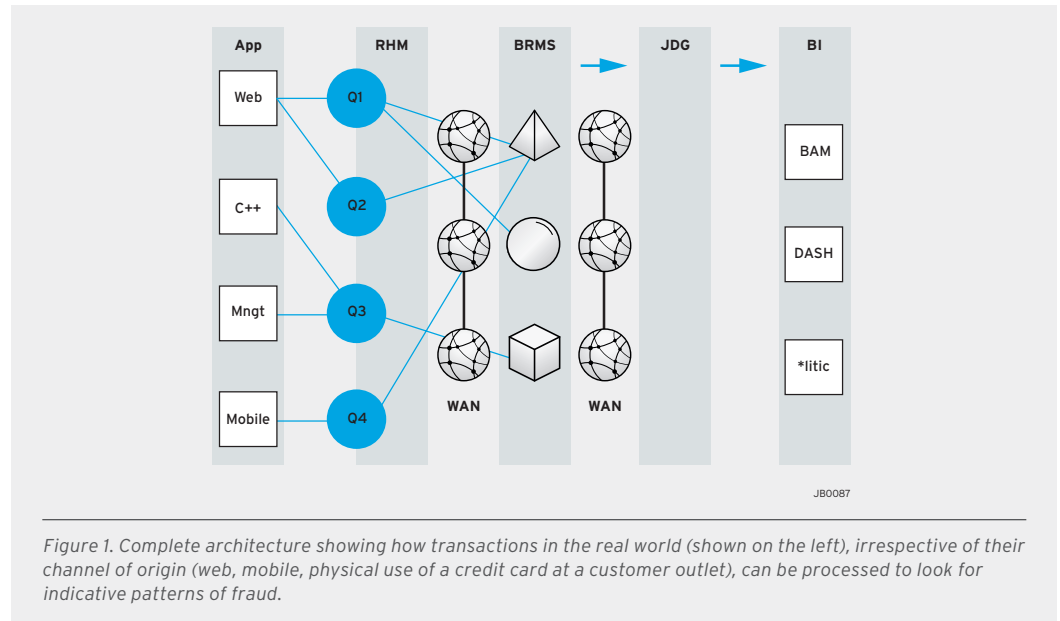 App
RHM
BRMS
JDG
BI
Web
Q1
BAM
C++
Q2
DASH
Mngt
Q3
*litic
Mobile
Q4
WAN
WAN
JB0087
Figure 1. Complete architecture showing how transactions in the real world (shown on the left), irrespective of their
channel of origin (web, mobile, physical use of a credit card at a customer outlet), can be processed to look for
indicative patterns of fraud.